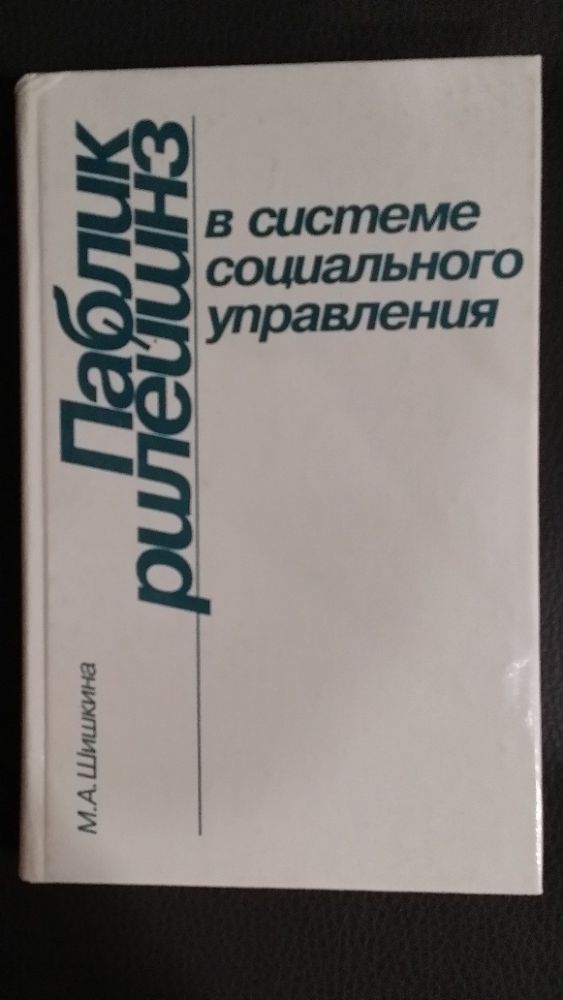 М.А.Шишкина
Паблик
рилейшнз
в системе
социального
управления